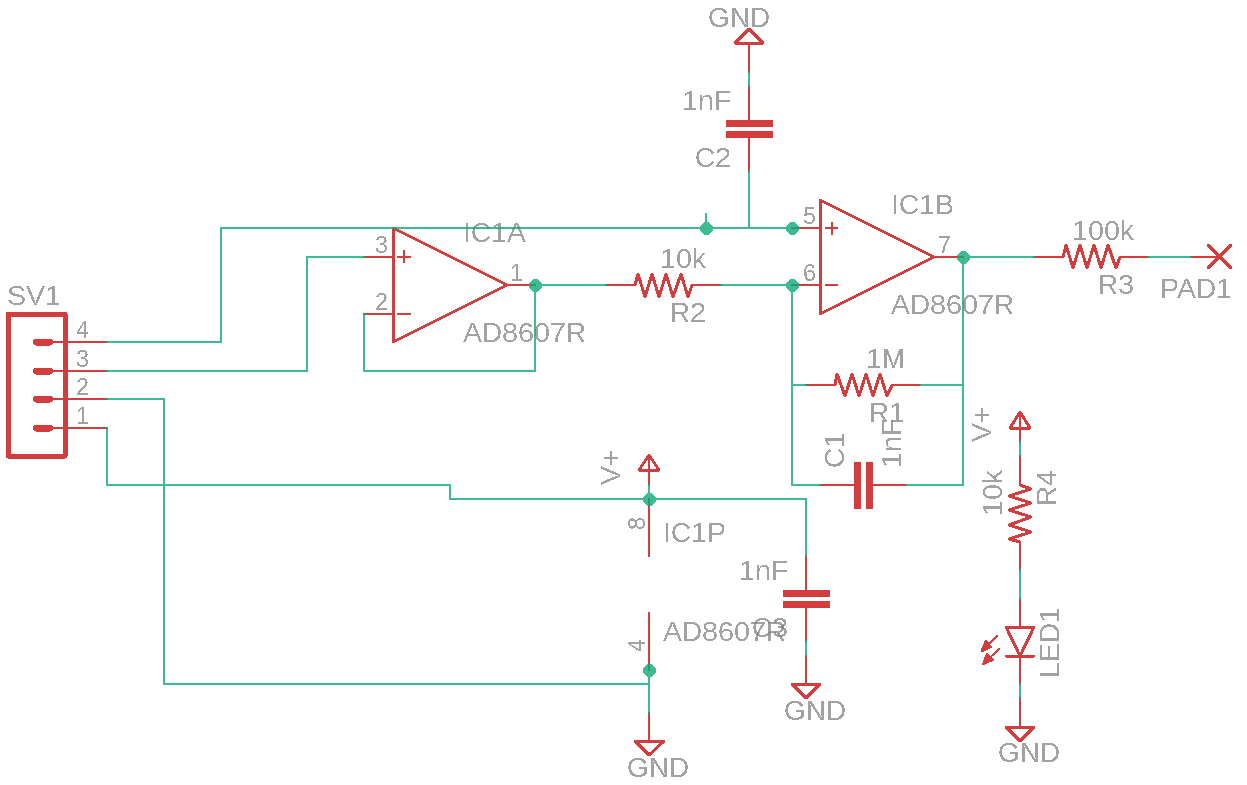 GND
1nF
C2
5
IC1B
IC1A
3
7
100k
10k
6
1
R3
PAD1
SV1
2
R2
AD8607R
AD8607R
4
3
1M
2
R1
1
V+
C1
1nF
V+
10k
R4
8
IC1P
1nF
4
AD8607R
C3
LED1
GND
GND
GND